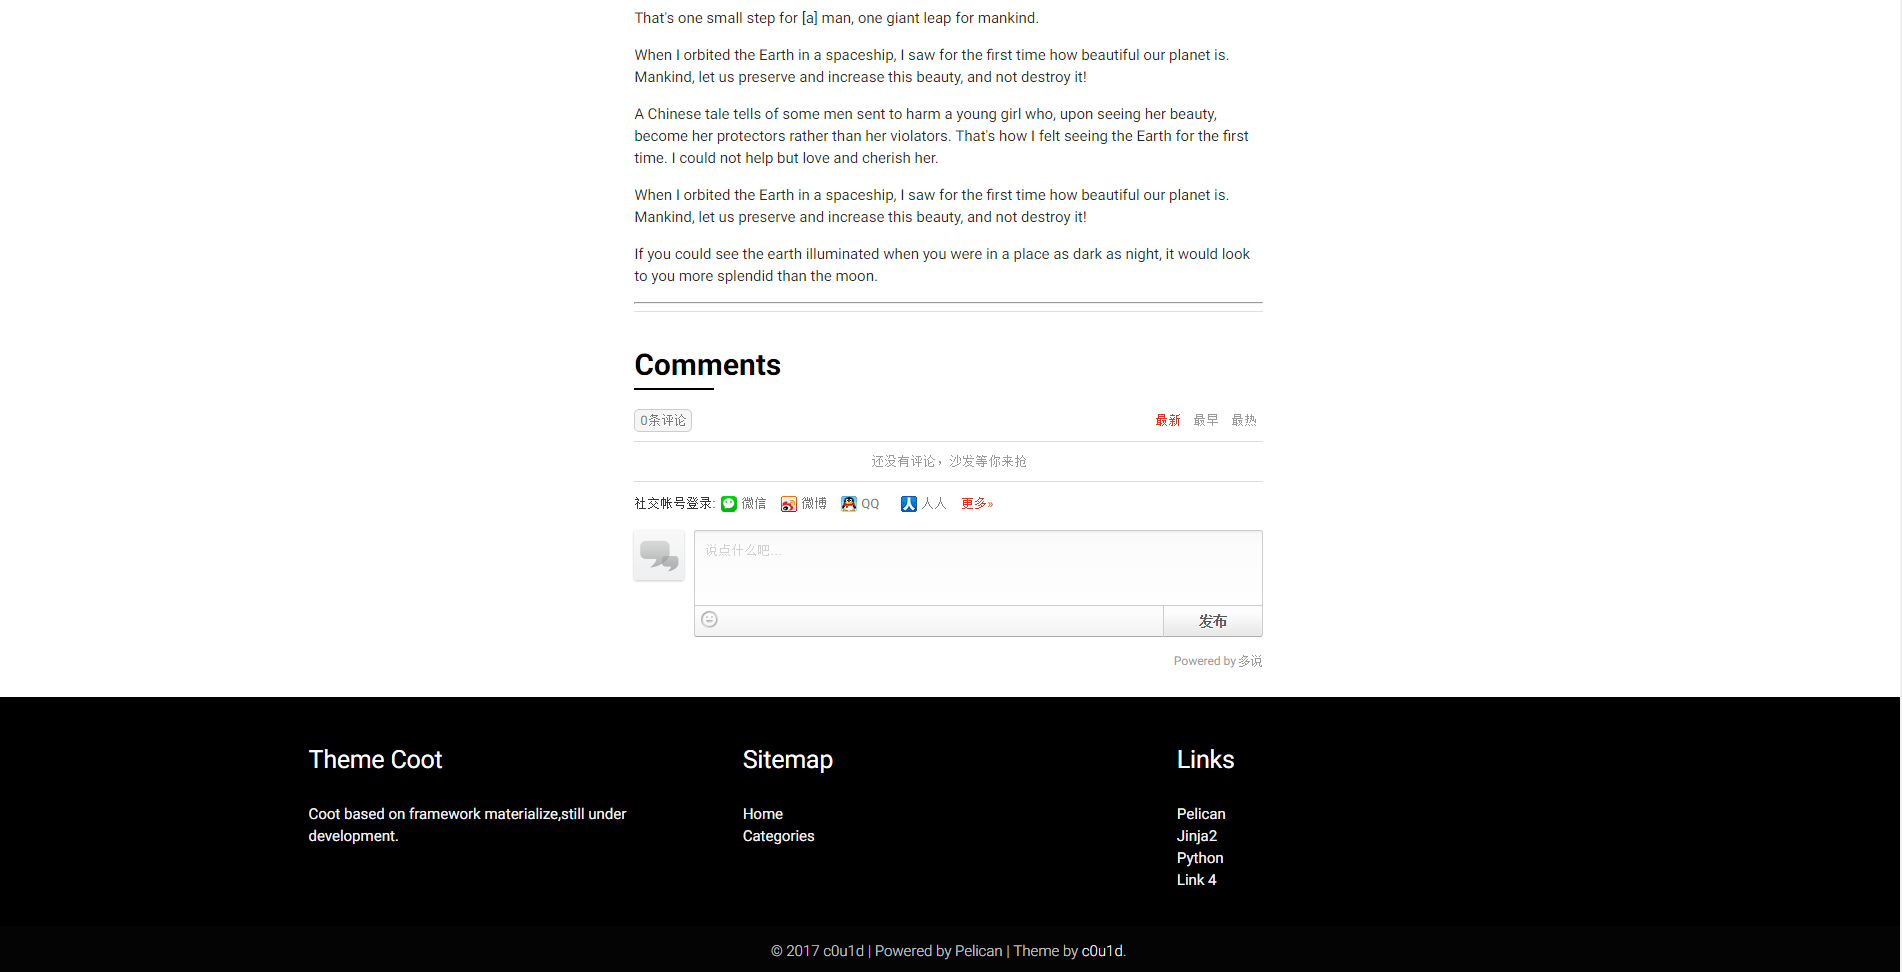 That's one small step for [a] man, one giant leap for mankind.
When I orbited the Earth in a spaceship, I saw for the first time how beautiful our planet is.
Mankind, let us preserve and increase this beauty, and not destroy it!
A Chinese tale tells of some men sent to harm a young girl who, upon seeing her beauty,
become her protectors rather than her violators. That's how I felt seeing the Earth for the first
time. I could not help but love and cherish her.
When I orbited the Earth in a spaceship, I saw for the first time how beautiful our planet is.
Mankind, let us preserve and increase this beauty, and not destroy it!
If you could see the earth illuminated when you were in a place as dark as night, it would look
to you more splendid than the moon.
Comments
0条评论 最新 最早 最热
还没有评论，沙发等你来抢
社交帐号登录: 微信 微博 QQ 人人 更多»
说点什么吧...
发布
Powered by 多说
Theme Coot
Coot based on framework materialize,still under
development.
Sitemap
Home
Categories
Links
Pelican
Jinja2
Python
Link 4
© 2017 c0u1d | Powered by Pelican | Theme by c0u1d.